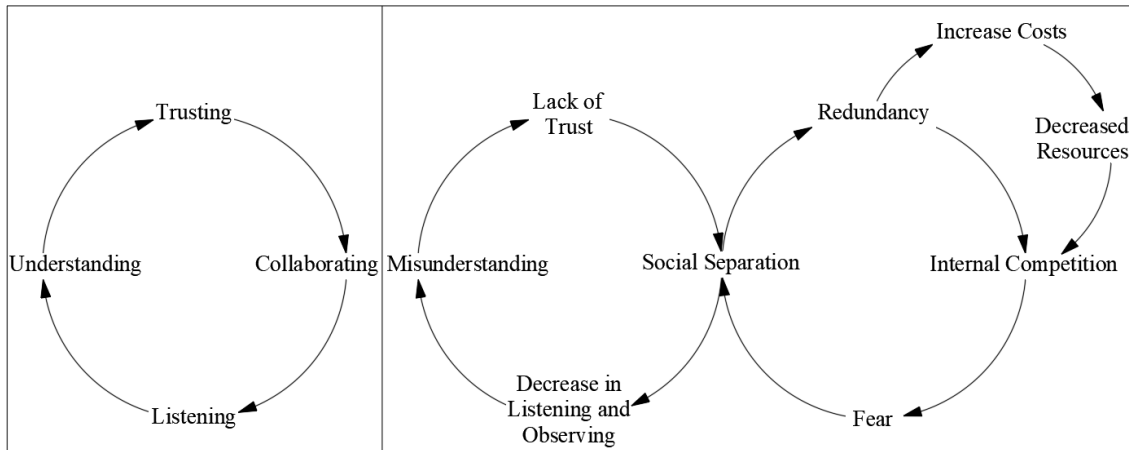 Trusting
Understanding
Collaborating
Listening
Lack of
Trust
Misunderstanding
Social Separation
Decrease in
Listening and
Observing
Increase Costs
Redundancy
Decreased
Resources
Internal Competition
Fear